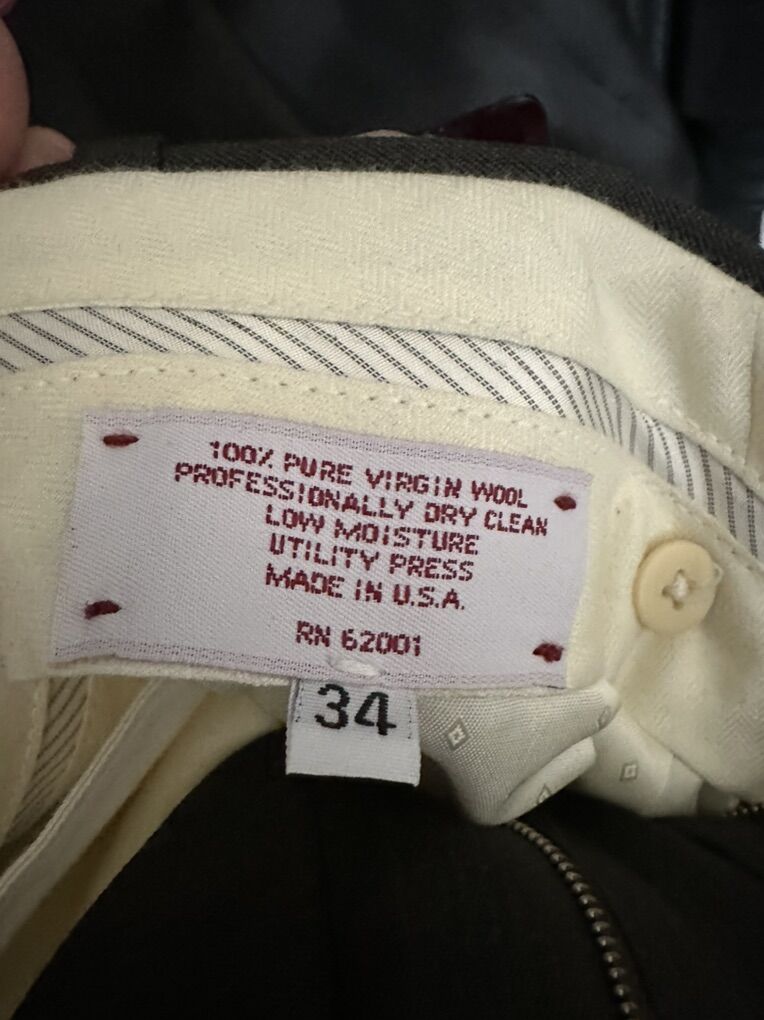 100% PURE VIRGIN WOOL
PROFESSIONALLY DRY CLEAN
LOW MOISTURE
UTILITY PRESS
MADE IN U.S.A.
RN 62001
34